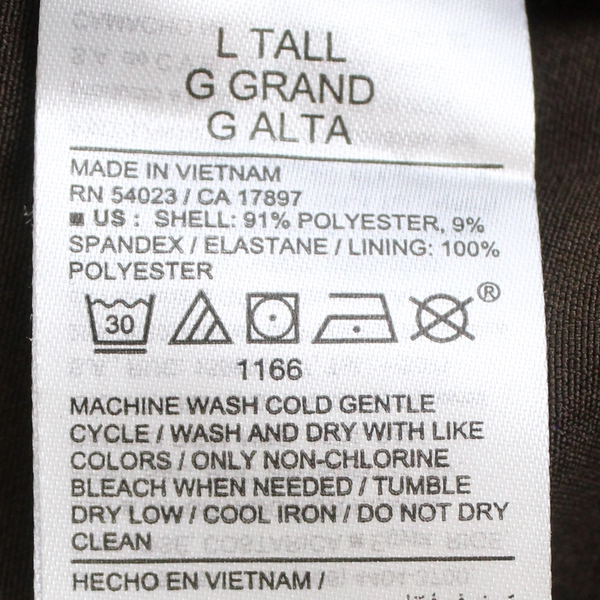 L TALL
G GRAND
G ALTA
MADE IN VIETNAM
RN 54023 / CA 17897
■ US : SHELL: 91% POLYESTER, 9%
SPANDEX / ELASTANE / LINING: 100%
POLYESTER
30
®
1166
MACHINE WASH COLD GENTLE
CYCLE / WASH AND DRY WITH LIKE
COLORS / ONLY NON-CHLORINE
BLEACH WHEN NEEDED / TUMBLE
DRY LOW / COOL IRON / DO NOT DRY
CLEAN
HECHO EN VIETNAM /